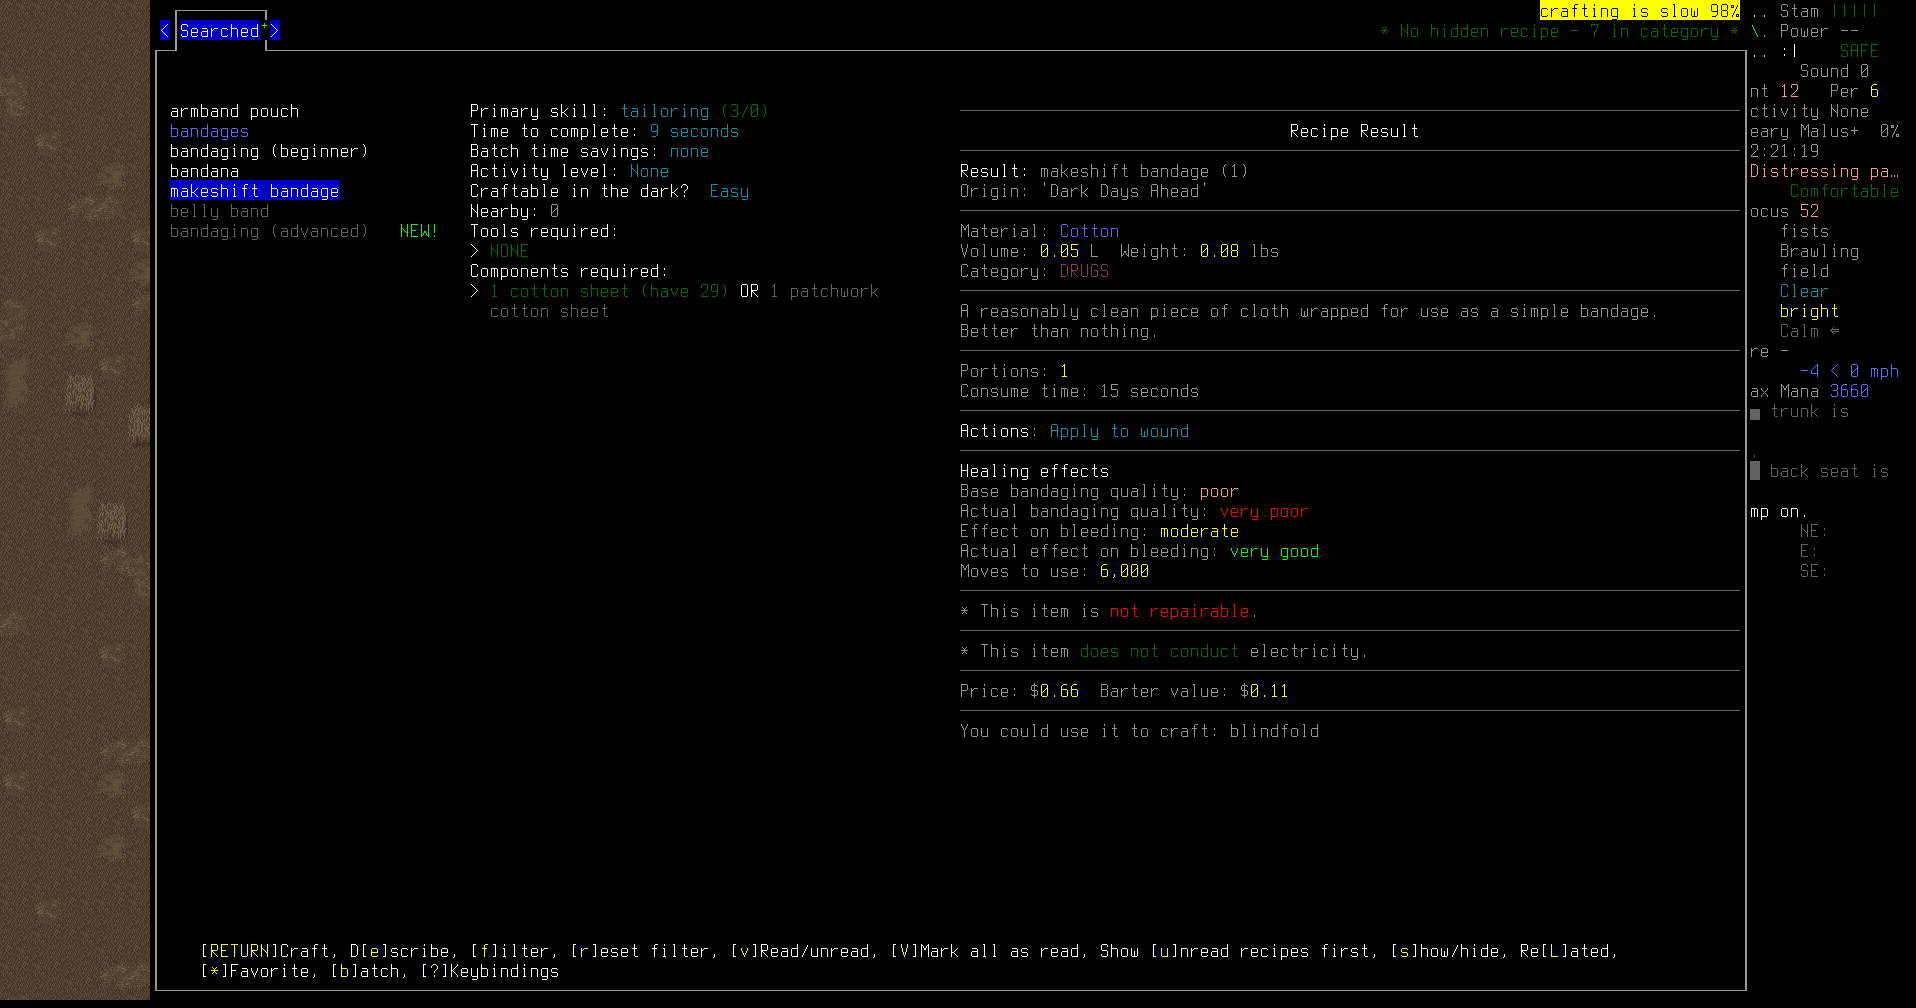 crafting is slow 98%
< Searched* >
* No hidden recipe - 7 in category *
armband pouch
bandages
bandaging (beginner)
bandana
makeshift bandage
belly band
bandaging (advanced) NEW!
Primary skill: tailoring (3/0)
Time to complete: 9 seconds
Batch time savings: none
Activity level: None
Craftable in the dark? Easy
Nearby: 0
Tools required:
> NONE
Components required:
> 1 cotton sheet (have 29) OR 1 patchwork
cotton sheet
Recipe Result
Result: makeshift bandage (1)
Origin: 'Dark Days Ahead'
Material: Cotton
Volume: 0.05 L Weight: 0.08 lbs
Category: DRUGS
A reasonably clean piece of cloth wrapped for use as a simple bandage.
Better than nothing.
Portions: 1
Consume time: 15 seconds
Actions: Apply to wound
Healing effects
Base bandaging quality: poor
Actual bandaging quality: very poor
Effect on bleeding: moderate
Actual effect on bleeding: very good
Moves to use: 6,000
* This item is not repairable.
* This item does not conduct electricity.
Price: $0.66 Barter value: $0.11
You could use it to craft: blindfold
[RETURN]Craft, D[e]scribe, [f]ilter, [r]eset filter, [v]Read/unread, [V]Mark all as read, Show [u]nread recipes first, [s]how/hide, Re[L]ated,
[*]Favorite, [b]atch, [?]Keybindings
.. Stam |||||
\. Power --
.. :| SAFE
Sound 0
nt 12 Per 6
ctivity None
eary Malus+ 0%
2:21:19
Distressing pa…
Comfortable
ocus 52
fists
Brawling
field
Clear
bright
Calm ⇐
re -
-4 < 0 mph
ax Mana 3660
trunk is
.
back seat is
mp on.
NE:
E:
SE: